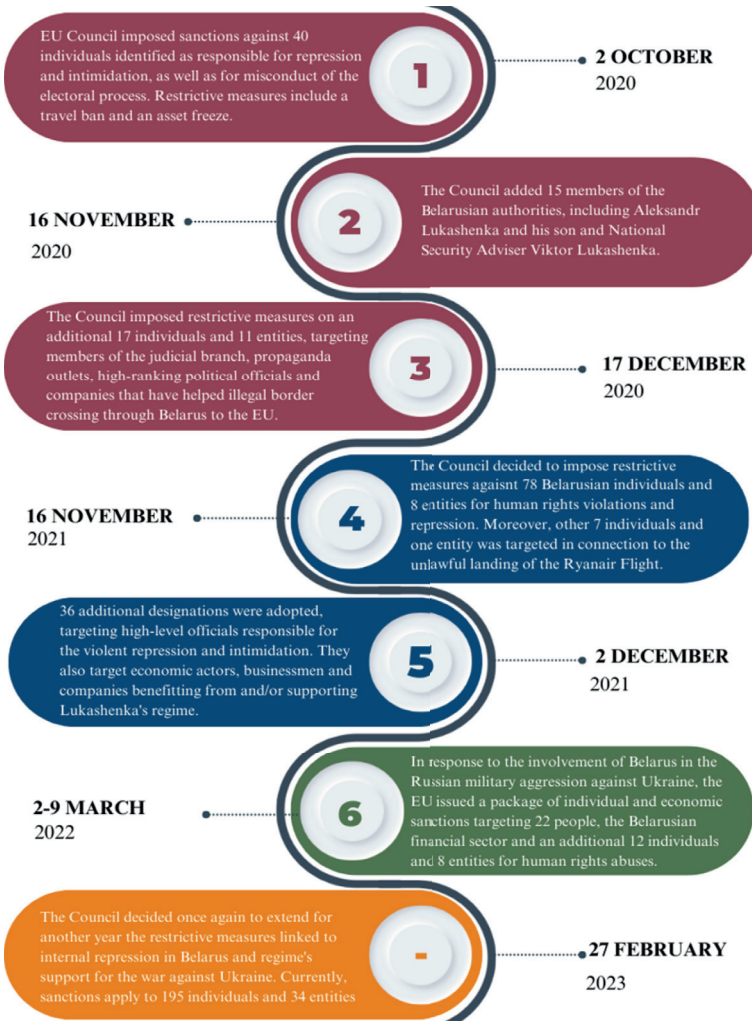 EU Council imposed sanctions against 40
individuals identified as responsible for repression
and intimidation, as well as for misconduct of the
electoral process. Restrictive measures include a
travel ban and an asset freeze.
1
2 OCTOBER
2020
16 NOVEMBER
2020
2
The Council added 15 members of the
Belarusian authorities, including Aleksandr
Lukashenka and his son and National
Security Adviser Viktor Lukashenka.
The Council imposed restrictive measures on an
additional 17 individuals and 11 entities, targeting
members of the judicial branch, propaganda
outlets, high-ranking political officials and
companies that have helped illegal border
crossing through Belarus to the EU.
3
17 DECEMBER
2020
16 NOVEMBER
2021
4
The Council decided to impose restrictive
measures agaisnt 78 Belarusian individuals and
8 entities for human rights violations and
repression. Moreover, other 7 individuals and
one entity was targeted in connection to the
unlawful landing of the Ryanair Flight.
36 additional designations were adopted,
targeting high-level officials responsible for
the violent repression and intimidation. They
also target economic actors, businessmen and
companies benefitting from and/or supporting
Lukashenka's regime.
5
2 DECEMBER
2021
2-9 MARCH
2022
6
In response to the involvement of Belarus in the
Russian military aggression against Ukraine, the
EU issued a package of individual and economic
sanctions targeting 22 people, the Belarusian
financial sector and an additional 12 individuals
and 8 entities for human rights abuses.
The Council decided once again to extend for
another year the restrictive measures linked to
internal repression in Belarus and regime's
support for the war against Ukraine. Currently,
sanctions apply to 195 individuals and 34 entities
-
27 FEBRUARY
2023